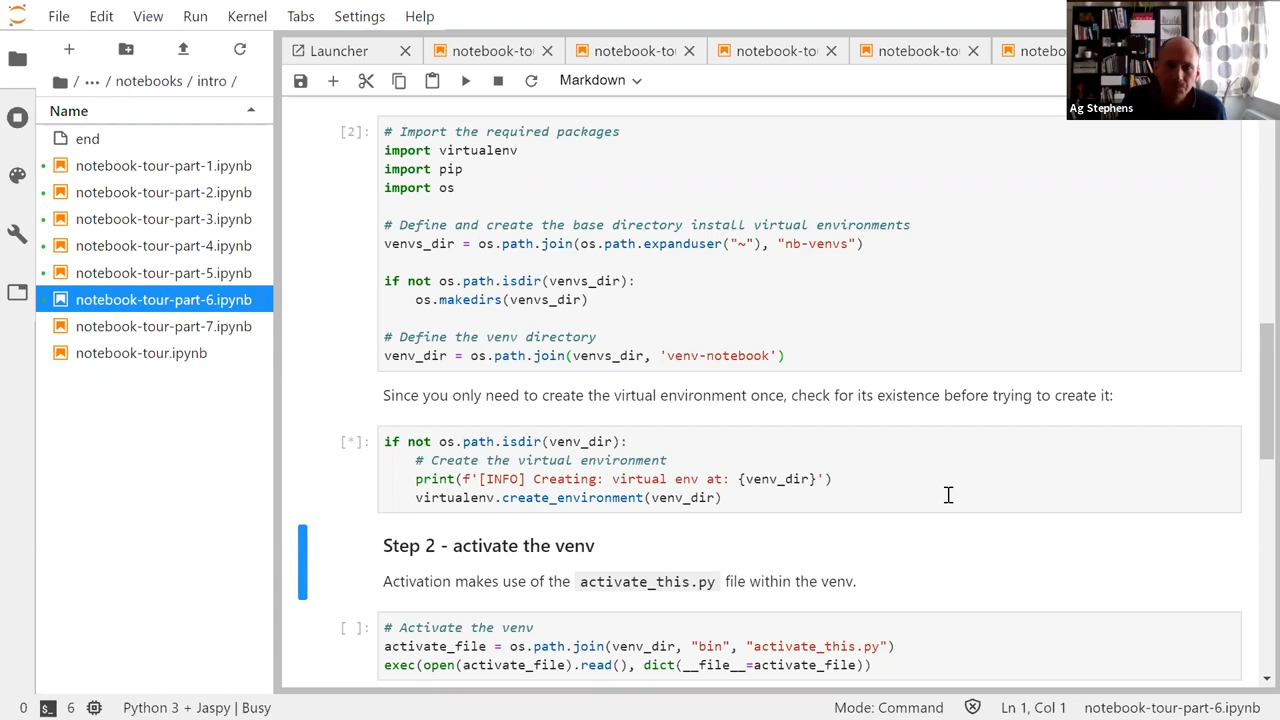 File Edit View Run Kernel Tabs Settings Help
Launcher notebook-to notebook-to notebook-to notebook-to noteboo
Ag Stephens
/ ... / notebooks / intro /
Markdown
Name
end
notebook-tour-part-1.ipynb
notebook-tour-part-2.ipynb
notebook-tour-part-3.ipynb
notebook-tour-part-4.ipynb
notebook-tour-part-5.ipynb
notebook-tour-part-6.ipynb
notebook-tour-part-7.ipynb
notebook-tour.ipynb
[2]: # Import the required packages
import virtualenv
import pip
import os
# Define and create the base directory install virtual environments
venvs_dir = os.path.join(os.path.expanduser("~"), "nb-venvs")
if not os.path.isdir(venvs_dir):
    os.makedirs(venvs_dir)
# Define the venv directory
venv_dir = os.path.join(venvs_dir, 'venv-notebook')
Since you only need to create the virtual environment once, check for its existence before trying to create it:
[*]: if not os.path.isdir(venv_dir):
    # Create the virtual environment
    print(f'[INFO] Creating: virtual env at: {venv_dir}')
    virtualenv.create_environment(venv_dir)
Step 2 - activate the venv
Activation makes use of the activate_this.py file within the venv.
[ ]: # Activate the venv
activate_file = os.path.join(venv_dir, "bin", "activate_this.py")
exec(open(activate_file).read(), dict(__file__=activate_file))
0 6 Python 3 + Jaspy | Busy Mode: Command Ln 1, Col 1 notebook-tour-part-6.ipynb